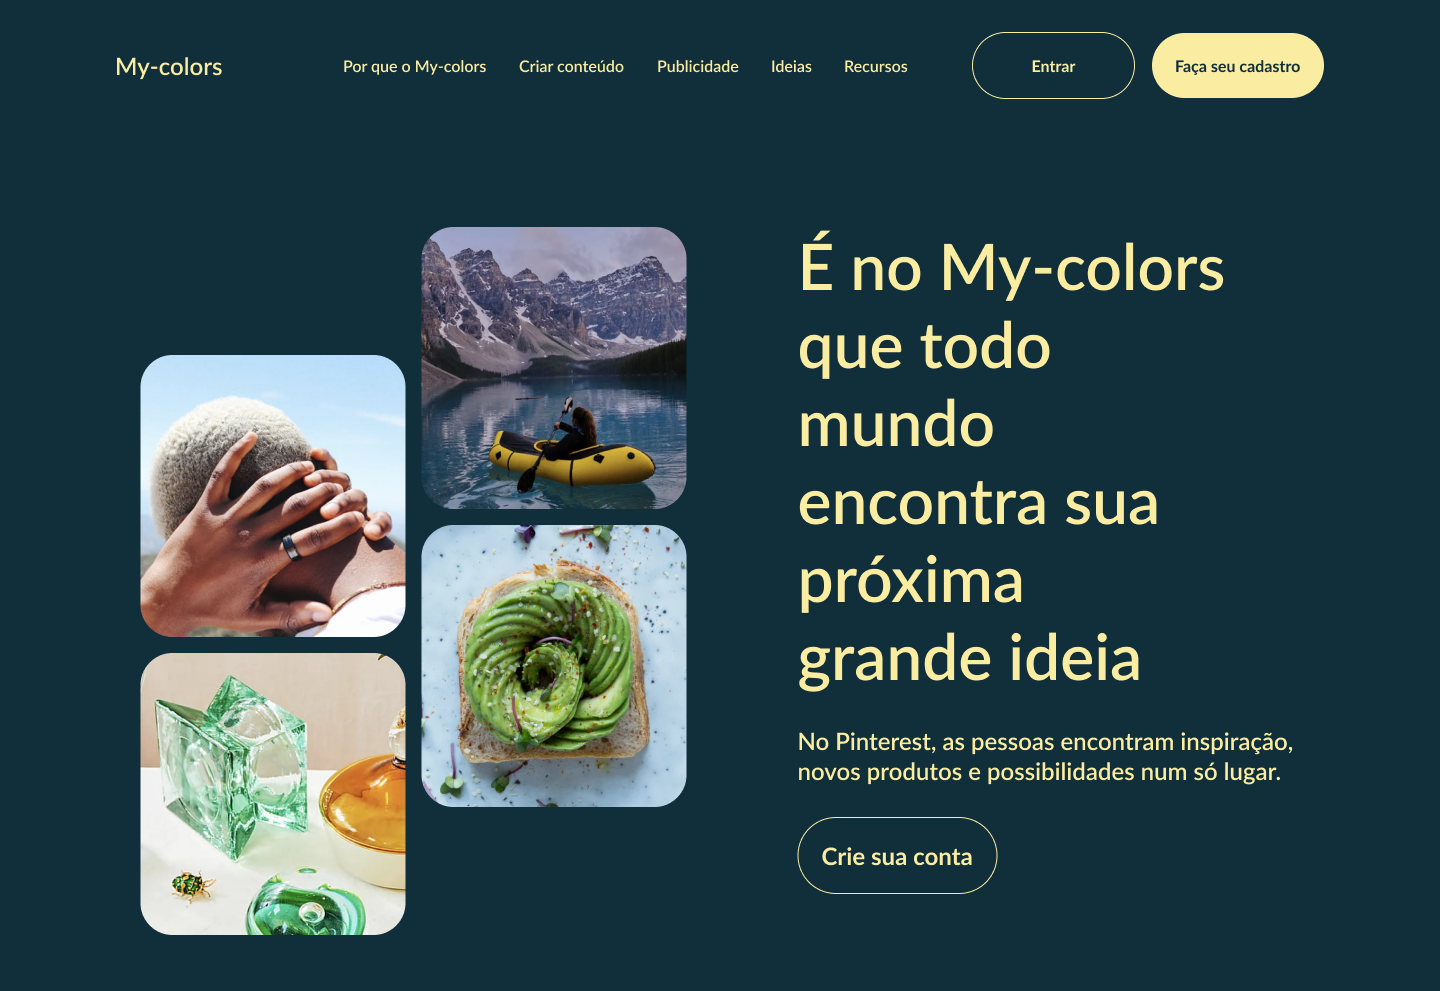 My-colors
Por que o My-colors
Criar conteúdo
Publicidade
Ideias
Recursos
Entrar
Faça seu cadastro
É no My-colors
que todo
mundo
encontra sua
próxima
grande ideia
No Pinterest, as pessoas encontram inspiração,
novos produtos e possibilidades num só lugar.
Crie sua conta